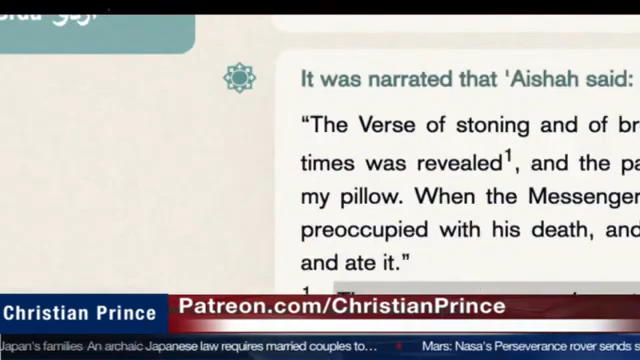 اردو
It was narrated that 'Aishah said:
“The Verse of stoning and of br
times was revealed1, and the pa
my pillow. When the Messenger
preoccupied with his death, and
and ate it.”
1
Christian Prince
Patreon.com/ChristianPrince
Japan's families An archaic Japanese law requires married couples to…
Mars: Nasa's Perseverance rover sends s